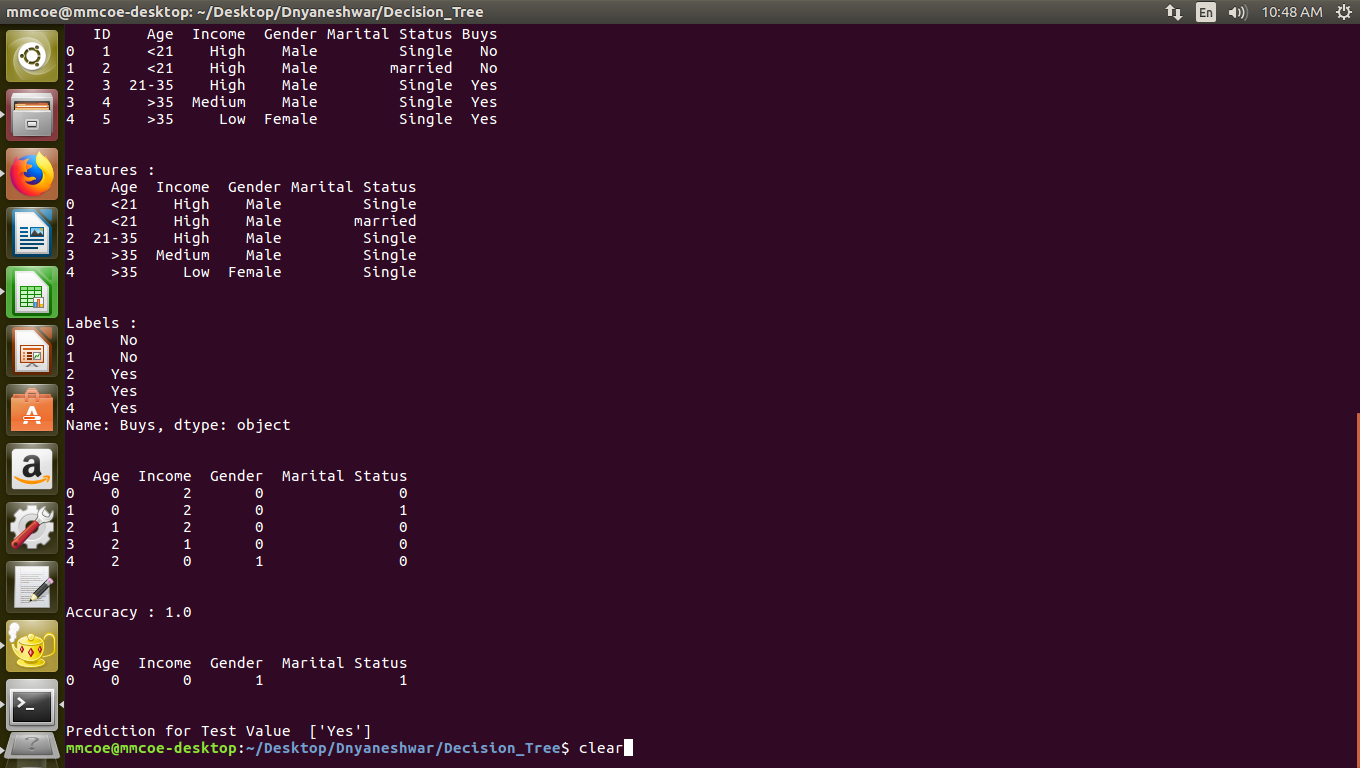 mmcoe@mmcoe-desktop: ~/Desktop/Dnyaneshwar/Decision_Tree En 10:48 AM
   ID    Age  Income  Gender Marital Status Buys
0   1    <21    High    Male         Single   No
1   2    <21    High    Male        married   No
2   3  21-35    High    Male         Single  Yes
3   4    >35  Medium    Male         Single  Yes
4   5    >35     Low  Female         Single  Yes
Features :
     Age  Income  Gender Marital Status
0    <21    High    Male         Single
1    <21    High    Male        married
2  21-35    High    Male         Single
3    >35  Medium    Male         Single
4    >35     Low  Female         Single
Labels :
0     No
1     No
2    Yes
3    Yes
4    Yes
Name: Buys, dtype: object
   Age  Income  Gender  Marital Status
0    0       2       0               0
1    0       2       0               1
2    1       2       0               0
3    2       1       0               0
4    2       0       1               0
Accuracy : 1.0
   Age  Income  Gender  Marital Status
0    0       0       1               1
Prediction for Test Value  ['Yes']
mmcoe@mmcoe-desktop:~/Desktop/Dnyaneshwar/Decision_Tree$ clear